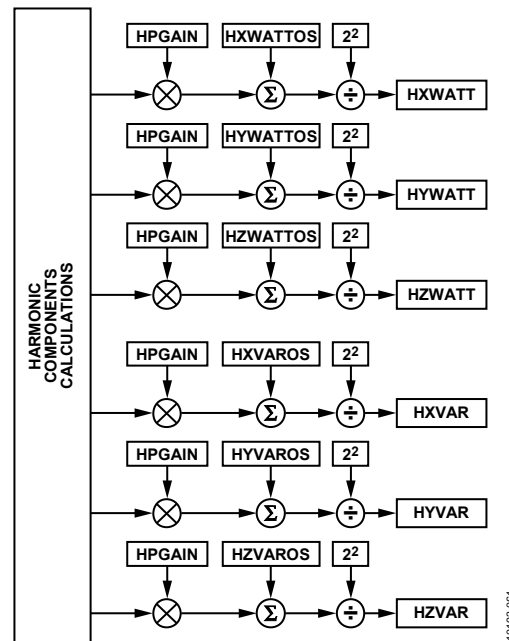 HARMONIC
COMPONENTS
CALCULATIONS
HPGAIN HXWATTOS 2²
Σ ÷ HXWATT
HPGAIN HYWATTOS 2²
Σ ÷ HYWATT
HPGAIN HZWATTOS 2²
Σ ÷ HZWATT
HPGAIN HXVAROS 2²
Σ ÷ HXVAR
HPGAIN HYVAROS 2²
Σ ÷ HYVAR
HPGAIN HZVAROS 2²
Σ ÷ HZVAR